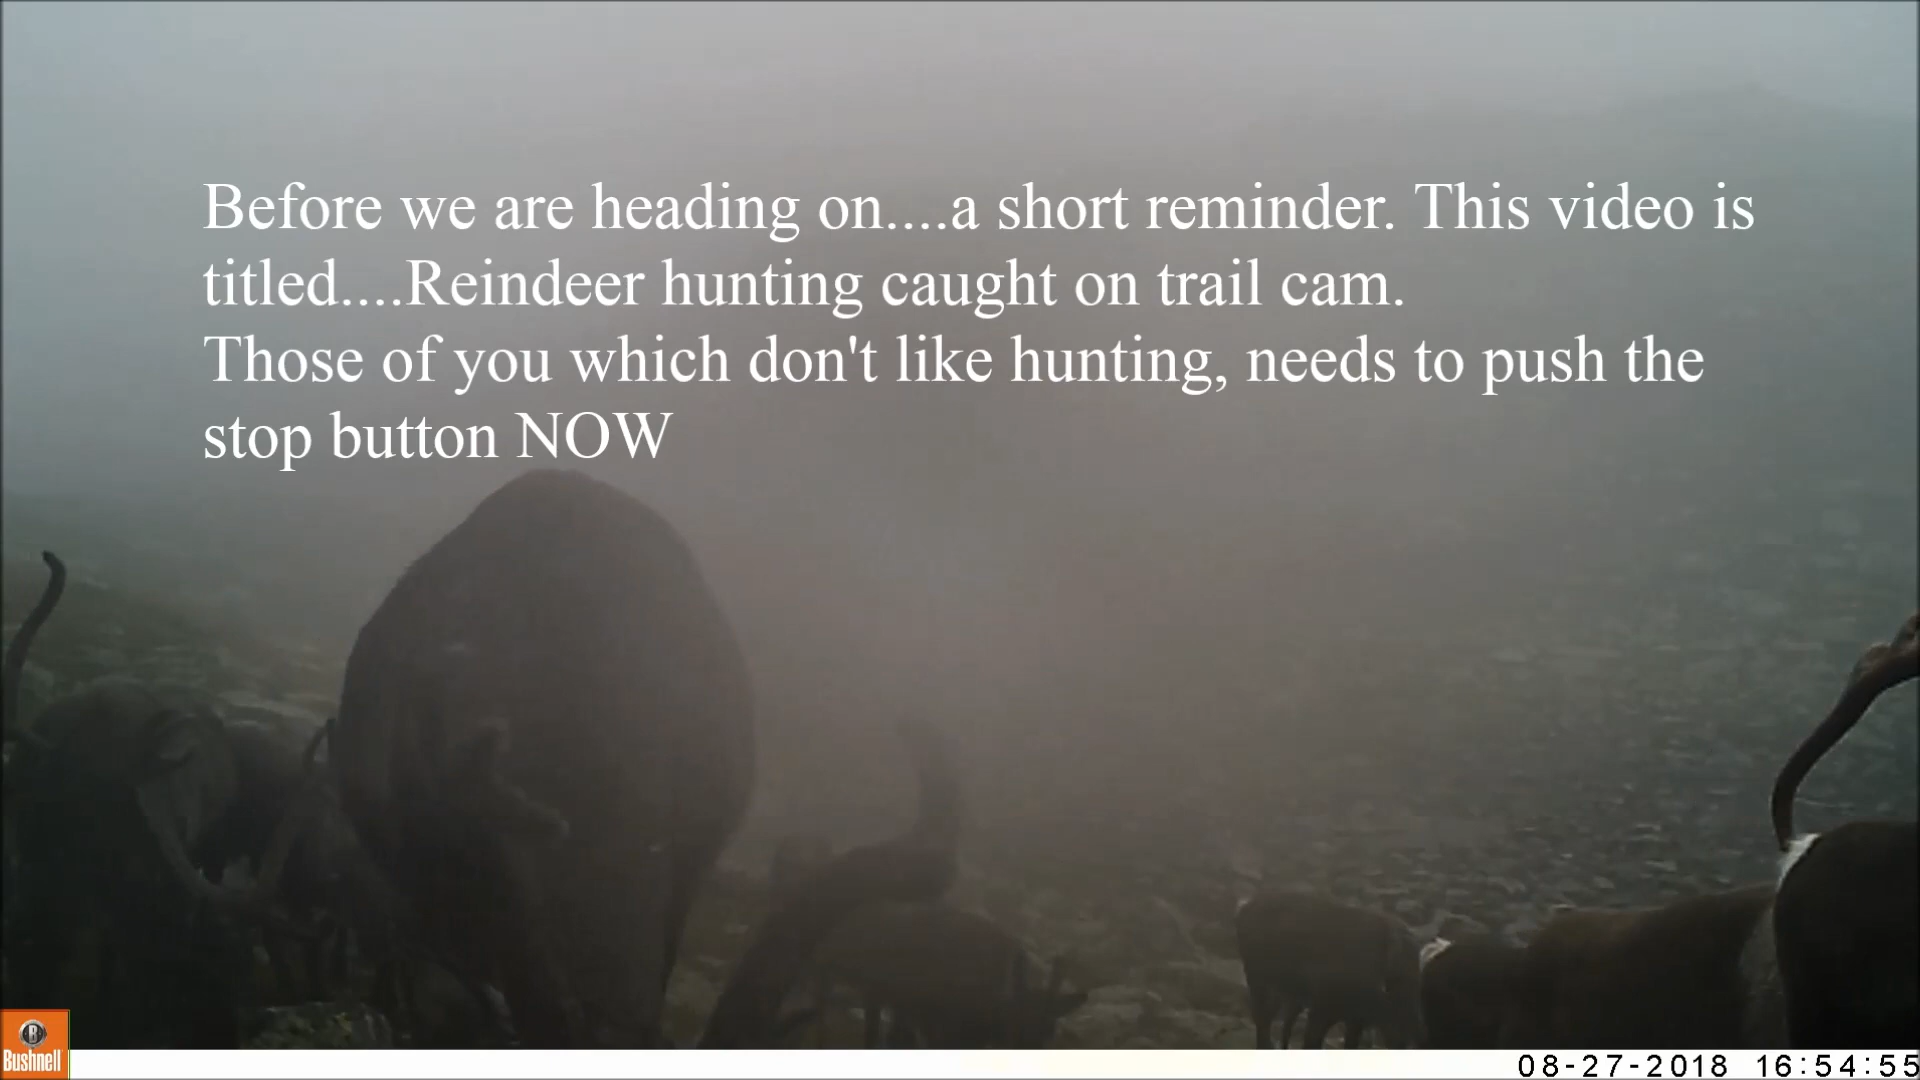 Before we are heading on....a short reminder. This video is
titled....Reindeer hunting caught on trail cam.
Those of you which don't like hunting, needs to push the
stop button NOW
B
Bushnell
08-27-2018 16:54:55